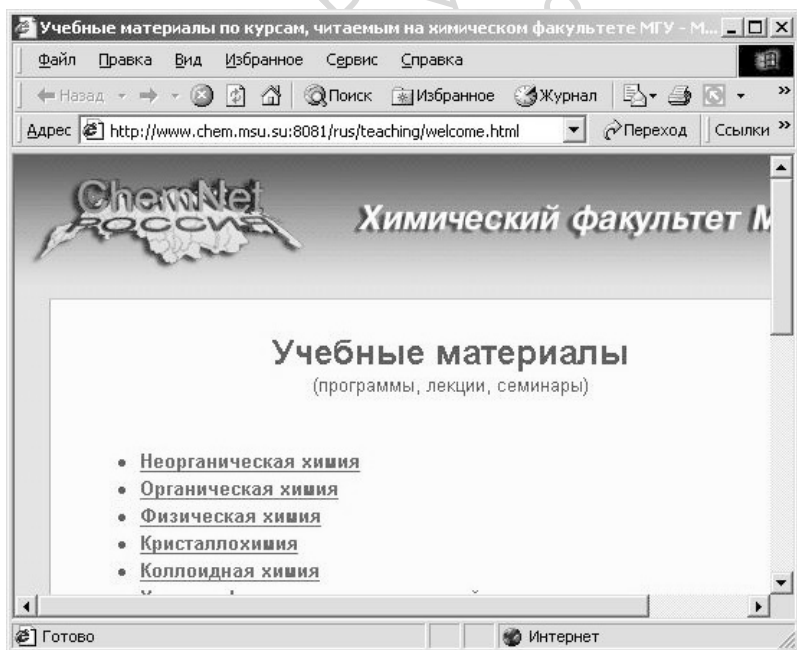 Учебные материалы по курсам, читаемым на химическом факультете МГУ - М...
Файл Правка Вид Избранное Сервис Справка
Назад Поиск Избранное Журнал »
Адрес http://www.chem.msu.su:8081/rus/teaching/welcome.html Переход Ссылки »
ChemNet
РОССИЯ
Химический факультет М
Учебные материалы
(программы, лекции, семинары)
• Неорганическая химия
• Органическая химия
• Физическая химия
• Кристаллохимия
• Коллоидная химия
Готово Интернет